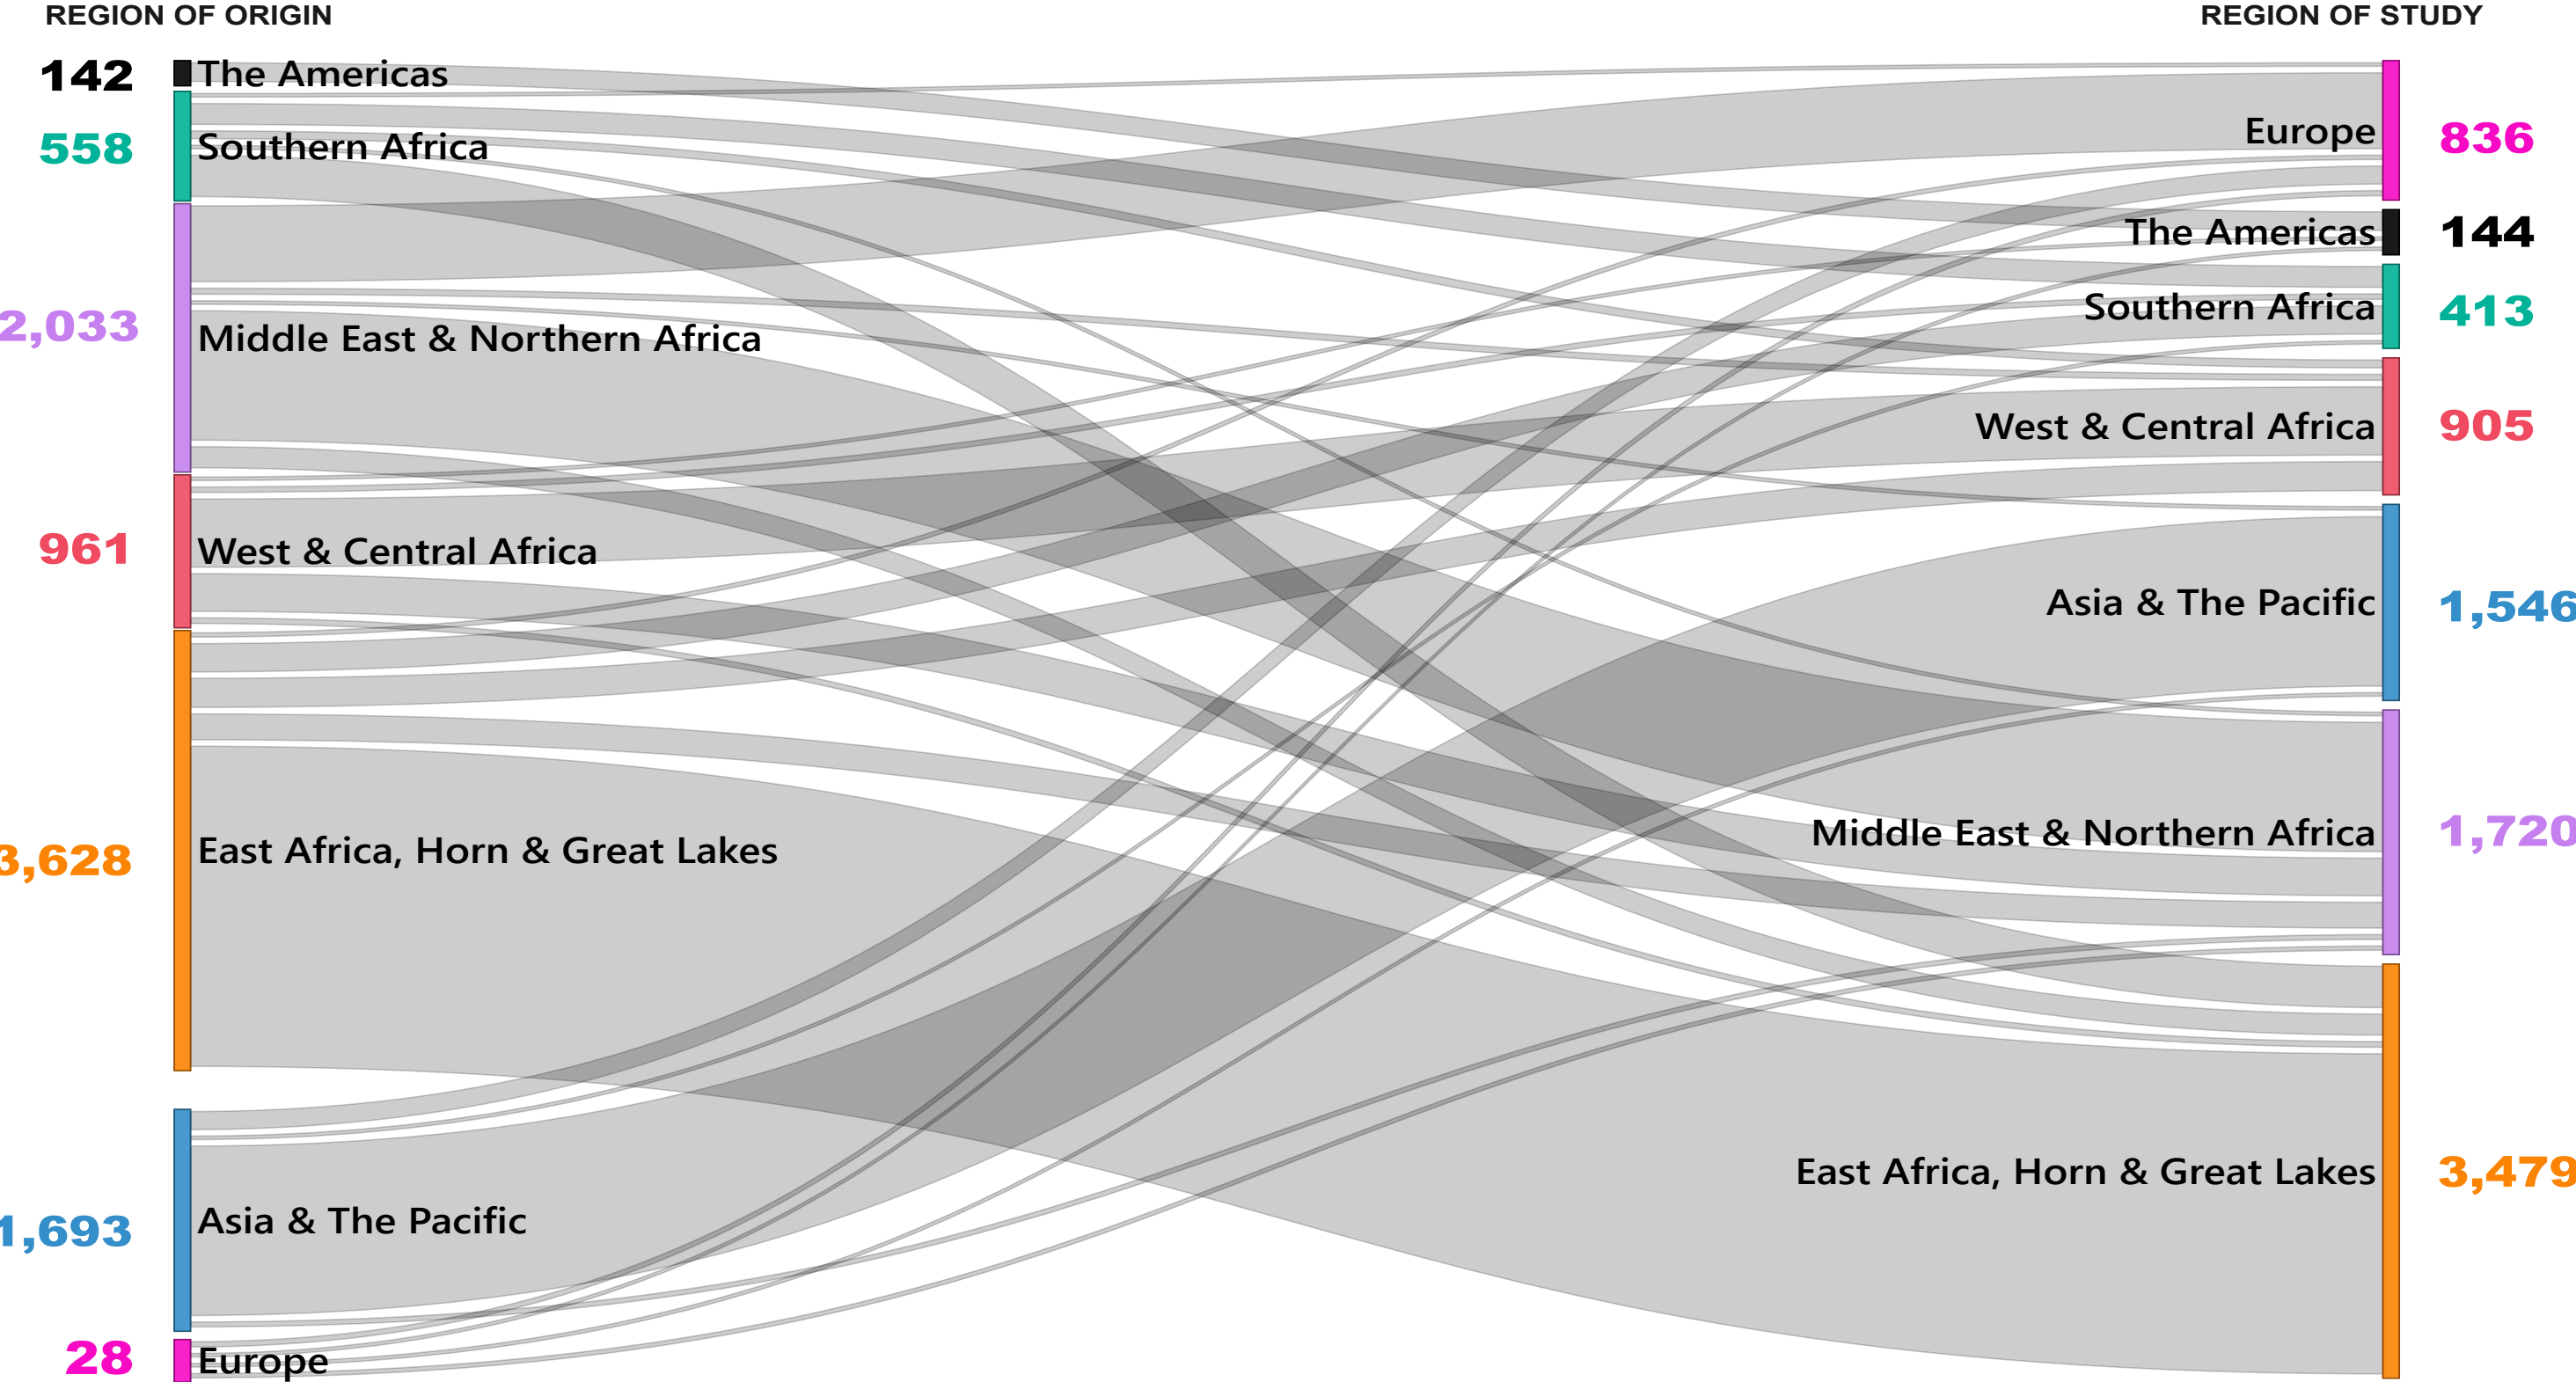 REGION OF ORIGIN
REGION OF STUDY
142
The Americas
558
Southern Africa
2,033
Middle East & Northern Africa
961
West & Central Africa
3,628
East Africa, Horn & Great Lakes
1,693
Asia & The Pacific
28
Europe
Europe
836
The Americas
144
Southern Africa
413
West & Central Africa
905
Asia & The Pacific
1,546
Middle East & Northern Africa
1,720
East Africa, Horn & Great Lakes
3,479